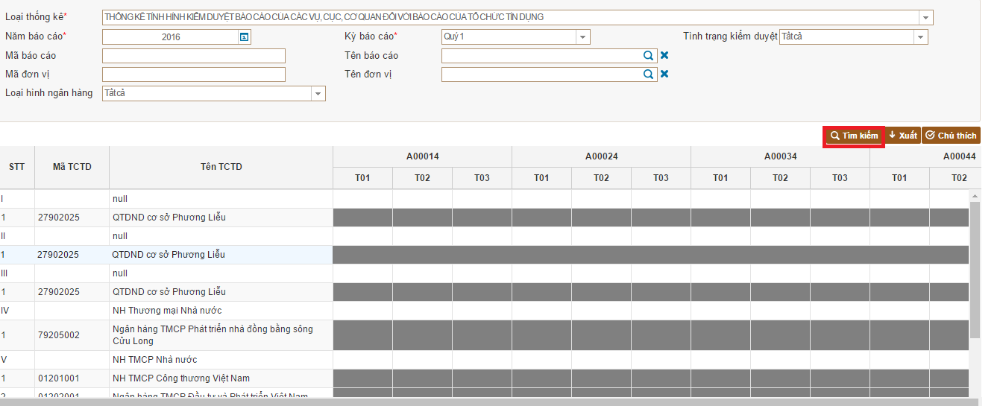 Loại thống kê* THỐNG KÊ TÌNH HÌNH KIỂM DUYỆT BÁO CÁO CỦA CÁC VỤ, CỤC, CƠ QUAN ĐỐI VỚI BÁO CÁO CỦA TỔ CHỨC TÍN DỤNG
Năm báo cáo* 2016 Kỳ báo cáo* Quý 1 Tình trạng kiểm duyệt Tất cả
Mã báo cáo Tên báo cáo
Mã đơn vị Tên đơn vị
Loại hình ngân hàng Tất cả
Tìm kiếm Xuất Chú thích
STT Mã TCTD Tên TCTD A00014 A00024 A00034 A00044
T01 T02 T03 T01 T02 T03 T01 T02 T03 T01 T02
I null
1 27902025 QTDND cơ sở Phương Liễu
II null
1 27902025 QTDND cơ sở Phương Liễu
III null
1 27902025 QTDND cơ sở Phương Liễu
IV NH Thương mại Nhà nước
1 79205002 Ngân hàng TMCP Phát triển nhà đồng bằng sông
Cửu Long
V NH TMCP Nhà nước
1 01201001 NH TMCP Công thương Việt Nam
2 01202001 Ngân hàng TMCP Đầu tư và Phát triển Việt Nam